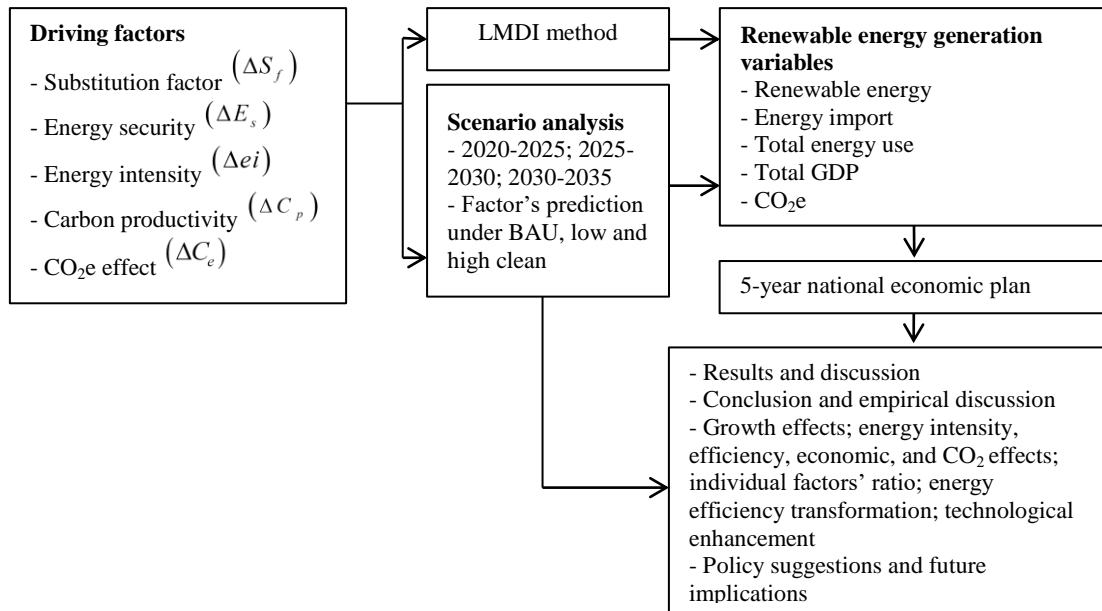 Driving factors
- Substitution factor (ΔS_f)
- Energy security (ΔE_s)
- Energy intensity (Δei)
- Carbon productivity (ΔC_p)
- CO₂e effect (ΔC_e)
LMDI method
Scenario analysis
- 2020-2025; 2025-
2030; 2030-2035
- Factor's prediction
under BAU, low and
high clean
Renewable energy generation
variables
- Renewable energy
- Energy import
- Total energy use
- Total GDP
- CO₂e
5-year national economic plan
- Results and discussion
- Conclusion and empirical discussion
- Growth effects; energy intensity,
efficiency, economic, and CO₂ effects;
individual factors' ratio; energy
efficiency transformation; technological
enhancement
- Policy suggestions and future
implications